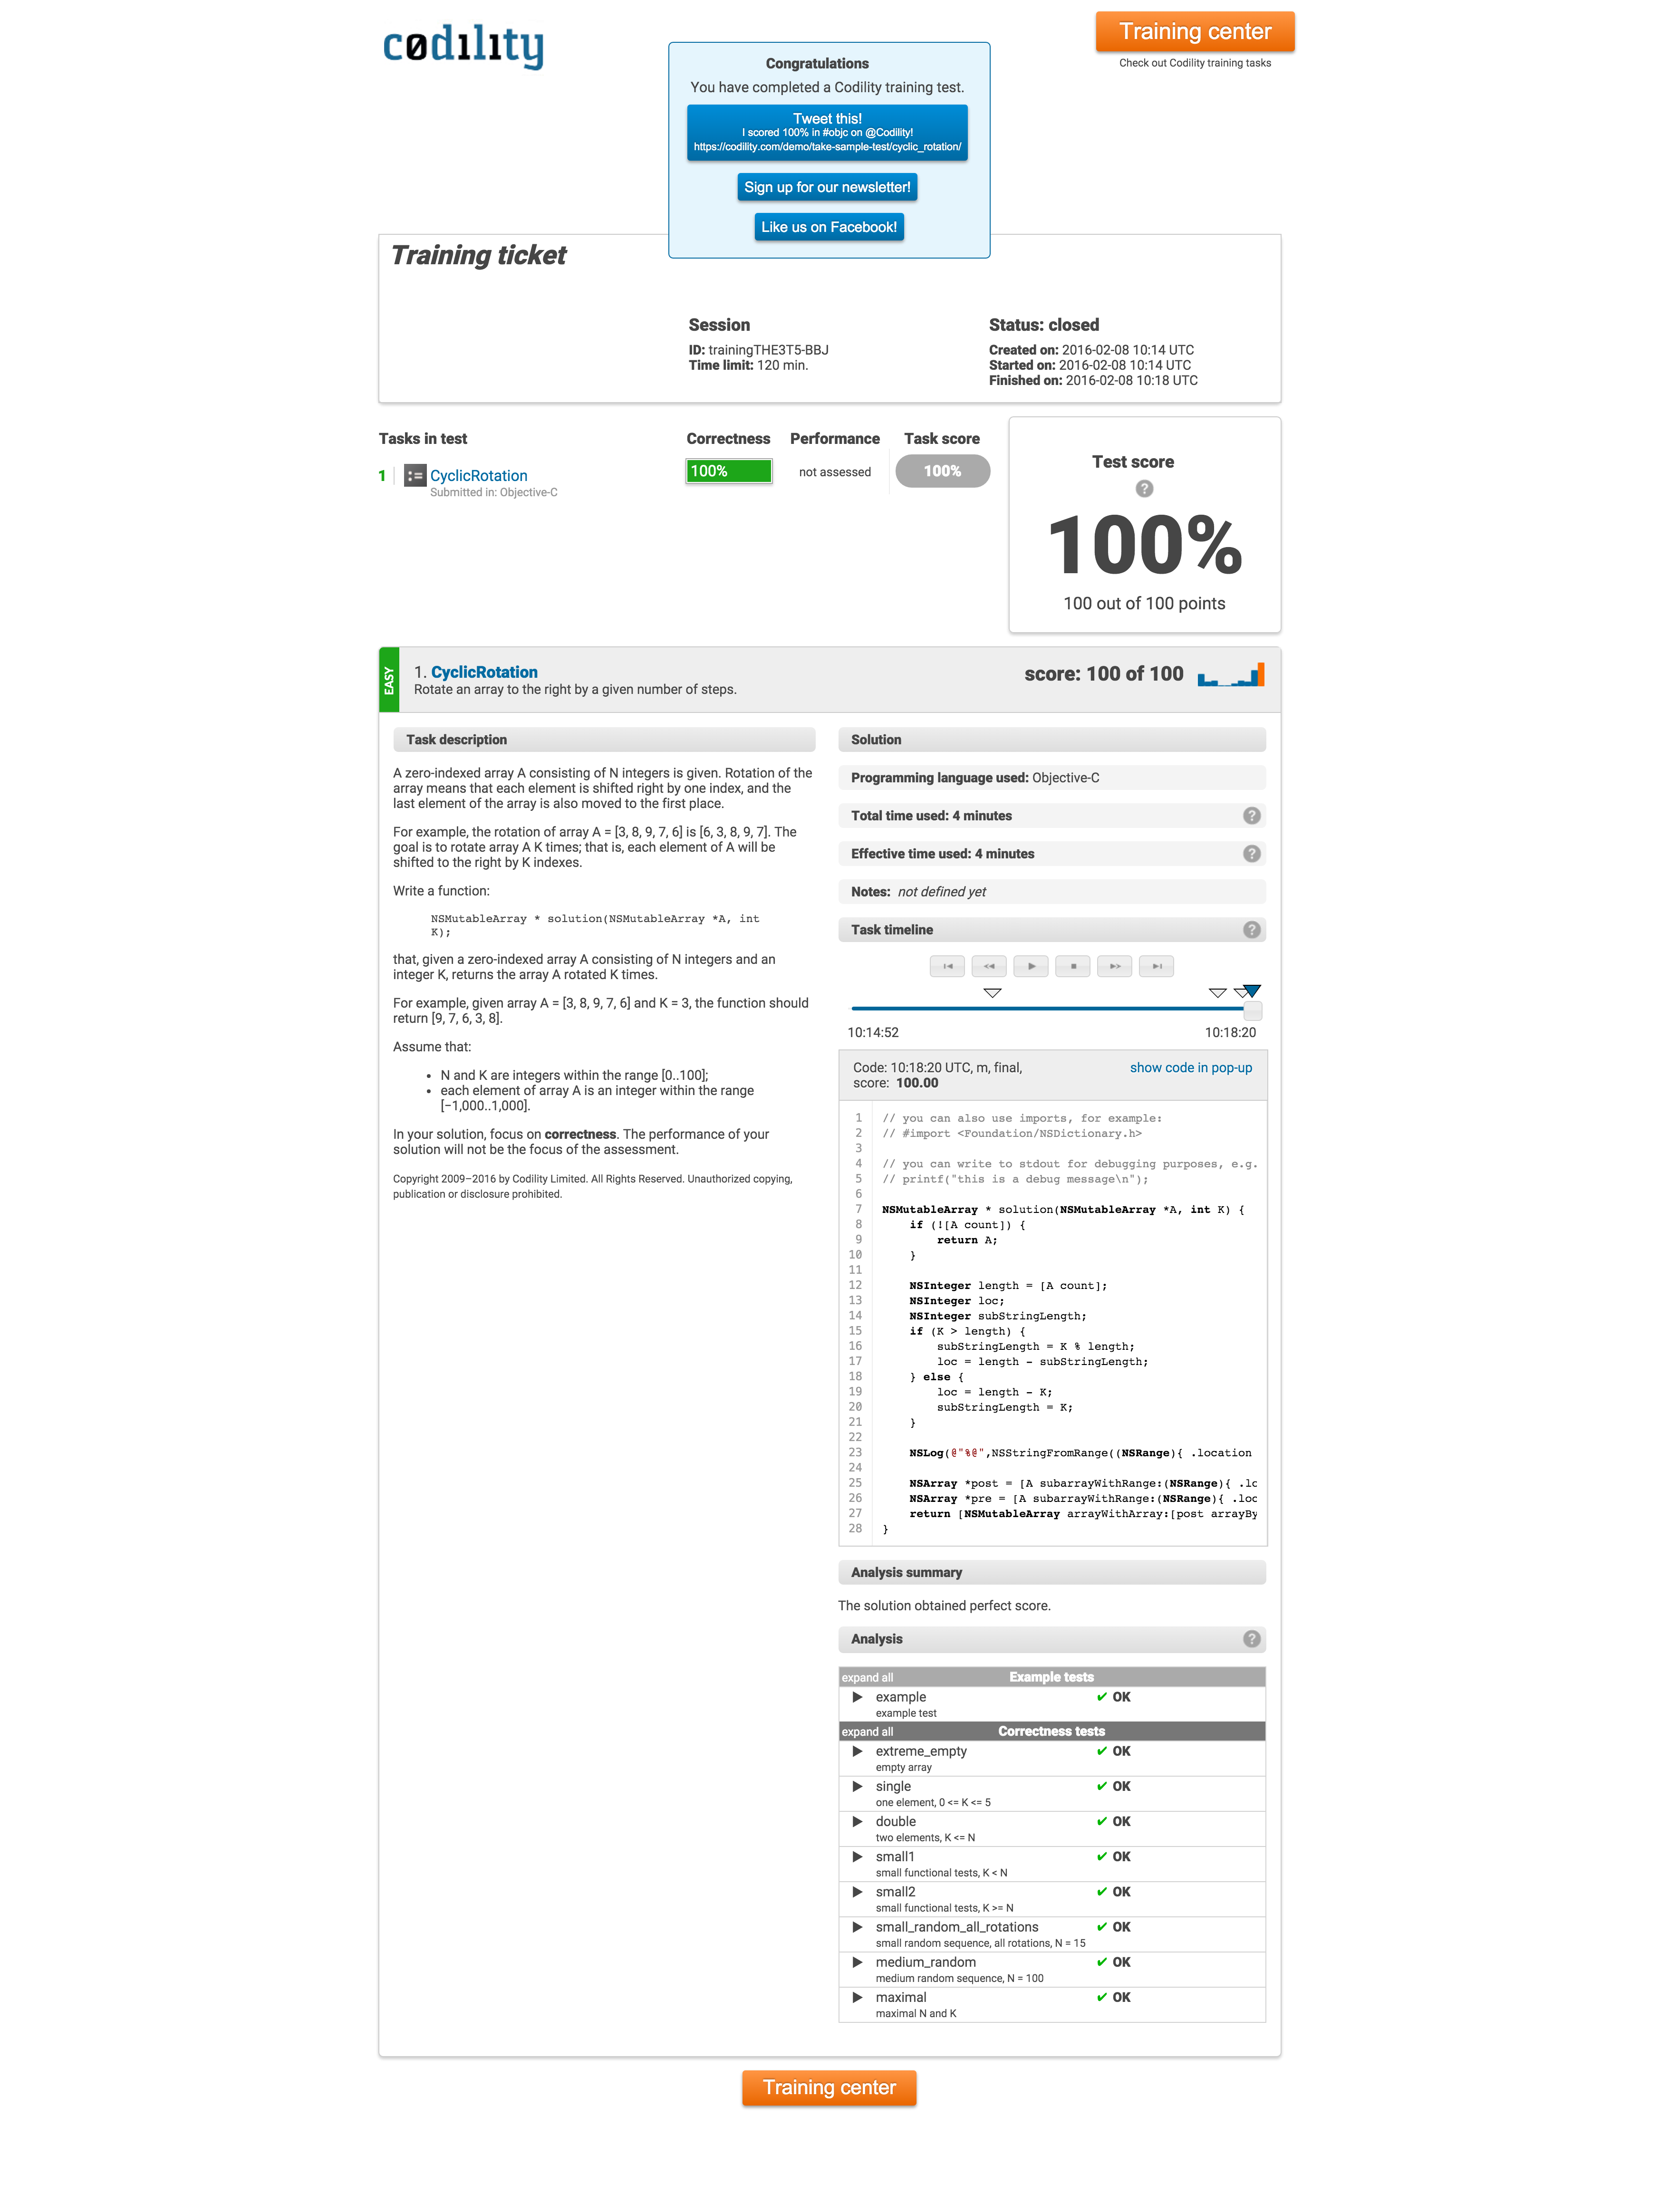 codility
Training center
Check out Codility training tasks
Congratulations
You have completed a Codility training test.
Tweet this!
I scored 100% in #objc on @Codility!
https://codility.com/demo/take-sample-test/cyclic_rotation/
Sign up for our newsletter!
Like us on Facebook!
Training ticket
Session
ID: trainingTHE3T5-BBJ
Time limit: 120 min.
Status: closed
Created on: 2016-02-08 10:14 UTC
Started on: 2016-02-08 10:14 UTC
Finished on: 2016-02-08 10:18 UTC
Tasks in test
Correctness
Performance
Task score
1
CyclicRotation
Submitted in: Objective-C
100%
not assessed
100%
Test score
?
100%
100 out of 100 points
EASY
1. CyclicRotation
Rotate an array to the right by a given number of steps.
score: 100 of 100
Task description
A zero-indexed array A consisting of N integers is given. Rotation of the
array means that each element is shifted right by one index, and the
last element of the array is also moved to the first place.
For example, the rotation of array A = [3, 8, 9, 7, 6] is [6, 3, 8, 9, 7]. The
goal is to rotate array A K times; that is, each element of A will be
shifted to the right by K indexes.
Write a function:
NSMutableArray * solution(NSMutableArray *A, int
K);
that, given a zero-indexed array A consisting of N integers and an
integer K, returns the array A rotated K times.
For example, given array A = [3, 8, 9, 7, 6] and K = 3, the function should
return [9, 7, 6, 3, 8].
Assume that:
• N and K are integers within the range [0..100];
• each element of array A is an integer within the range
[−1,000..1,000].
In your solution, focus on correctness. The performance of your
solution will not be the focus of the assessment.
Copyright 2009–2016 by Codility Limited. All Rights Reserved. Unauthorized copying,
publication or disclosure prohibited.
Solution
Programming language used: Objective-C
Total time used: 4 minutes
?
Effective time used: 4 minutes
?
Notes: not defined yet
Task timeline
?
10:14:52
10:18:20
Code: 10:18:20 UTC, m, final,
score: 100.00
show code in pop-up
1 // you can also use imports, for example:
2 // #import <Foundation/NSDictionary.h>
3
4 // you can write to stdout for debugging purposes, e.g.
5 // printf("this is a debug message\n");
6
7 NSMutableArray * solution(NSMutableArray *A, int K) {
8 if (![A count]) {
9 return A;
10 }
11
12 NSInteger length = [A count];
13 NSInteger loc;
14 NSInteger subStringLength;
15 if (K > length) {
16 subStringLength = K % length;
17 loc = length - subStringLength;
18 } else {
19 loc = length - K;
20 subStringLength = K;
21 }
22
23 NSLog(@"%@",NSStringFromRange((NSRange){ .location
24
25 NSArray *post = [A subarrayWithRange:(NSRange){ .lo
26 NSArray *pre = [A subarrayWithRange:(NSRange){ .loc
27 return [NSMutableArray arrayWithArray:[post arrayBy
28 }
Analysis summary
The solution obtained perfect score.
Analysis
?
expand all
Example tests
example
example test
✔ OK
expand all
Correctness tests
extreme_empty
empty array
✔ OK
single
one element, 0 <= K <= 5
✔ OK
double
two elements, K <= N
✔ OK
small1
small functional tests, K < N
✔ OK
small2
small functional tests, K >= N
✔ OK
small_random_all_rotations
small random sequence, all rotations, N = 15
✔ OK
medium_random
medium random sequence, N = 100
✔ OK
maximal
maximal N and K
✔ OK
Training center